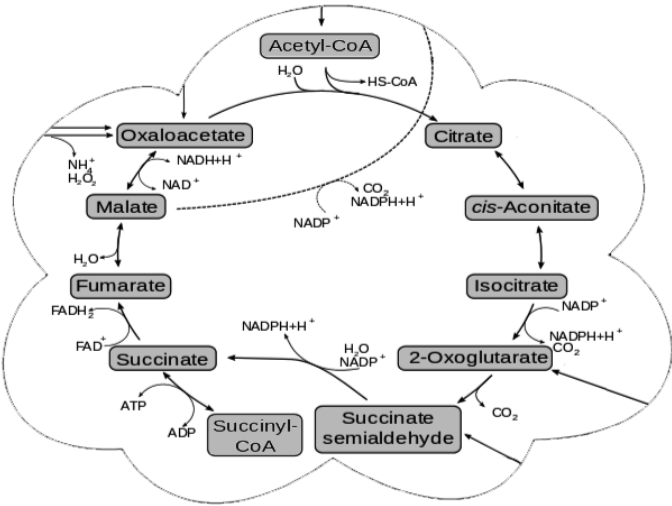 Acetyl-CoA
H₂O
HS-CoA
Oxaloacetate
Citrate
NH₄⁺
H₂O₂
NADH+H⁺
NAD⁺
CO₂
NADPH+H⁺
NADP⁺
Malate
cis-Aconitate
H₂O
Fumarate
Isocitrate
FADH₂
FAD⁺
NADP⁺
NADPH+H⁺
CO₂
NADPH+H⁺
H₂O
NADP⁺
Succinate
2-Oxoglutarate
ATP
ADP
Succinyl-
CoA
Succinate
semialdehyde
CO₂